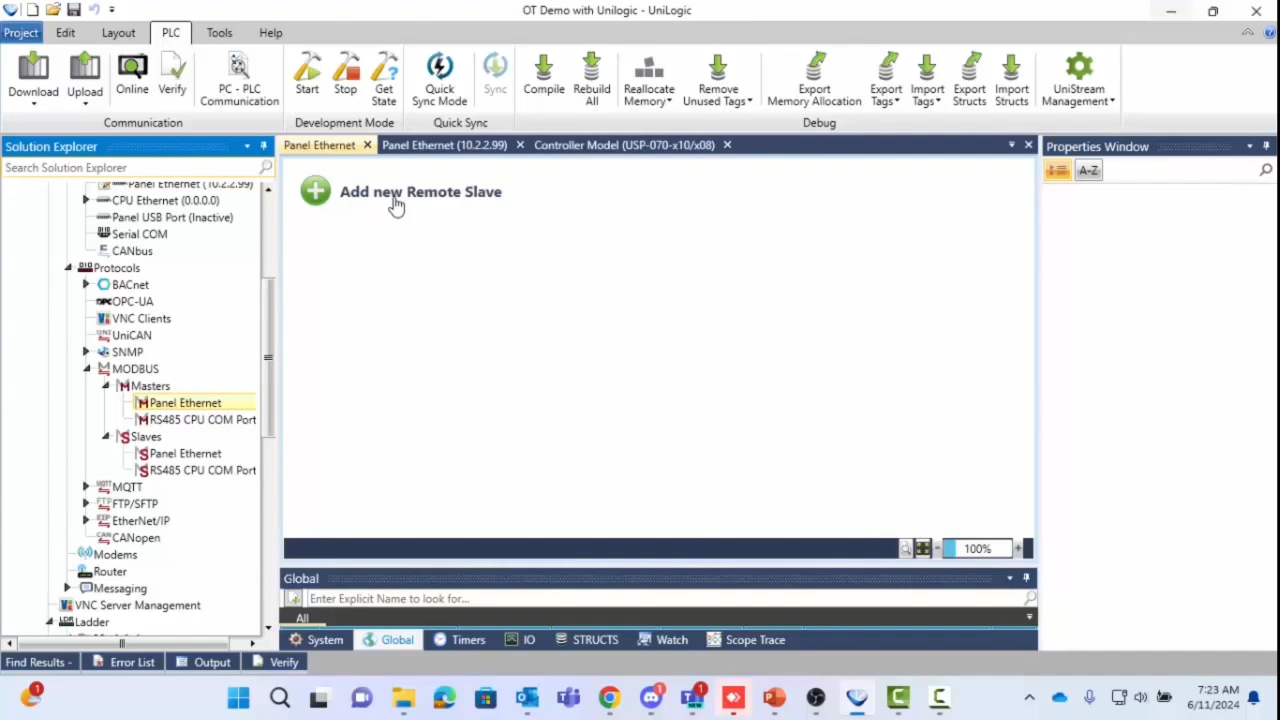 OT Demo with Unilogic - UniLogic
Project Edit Layout PLC Tools Help
Download Upload Online Verify PC - PLC Communication Start Stop Get State Quick Sync Mode Sync Compile Rebuild All Reallocate Memory Remove Unused Tags Export Memory Allocation Export Tags Import Tags Export Structs Import Structs UniStream Management
Communication Development Mode Quick Sync Debug
Solution Explorer
Search Solution Explorer
Panel Ethernet (10.2.2.99)
CPU Ethernet (0.0.0.0)
Panel USB Port (Inactive)
Serial COM
CANbus
Protocols
BACnet
OPC-UA
VNC Clients
UniCAN
SNMP
MODBUS
Masters
Panel Ethernet
RS485 CPU COM Port
Slaves
Panel Ethernet
RS485 CPU COM Port
MQTT
FTP/SFTP
EtherNet/IP
CANopen
Modems
Router
Messaging
VNC Server Management
Ladder
Panel Ethernet Panel Ethernet (10.2.2.99) Controller Model (USP-070-x10/x08)
Add new Remote Slave
100%
Global
Enter Explicit Name to look for...
All
System Global Timers IO STRUCTS Watch Scope Trace
Properties Window
A-Z
Find Results - Error List Output Verify
1
1
1
NEW
7:23 AM
6/11/2024